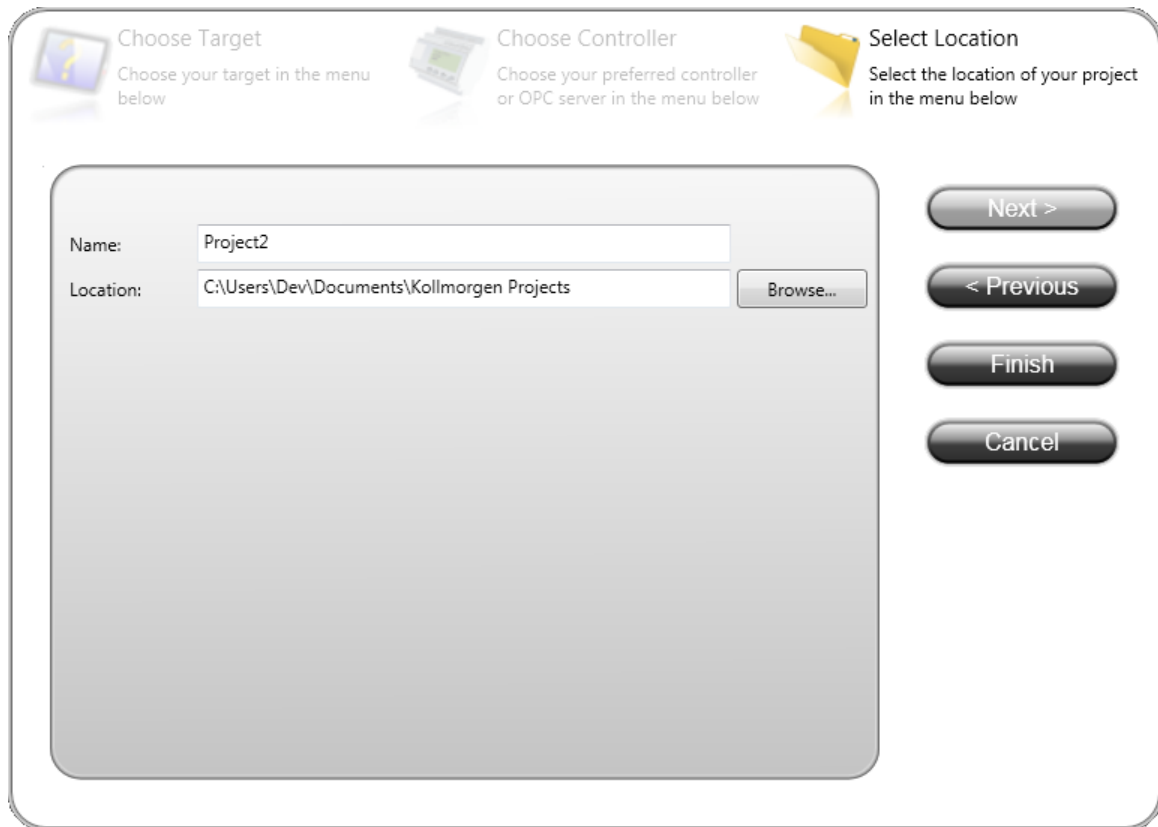 Choose Target
Choose your target in the menu
below
Choose Controller
Choose your preferred controller
or OPC server in the menu below
Select Location
Select the location of your project
in the menu below
Name:
Project2
Location:
C:\Users\Dev\Documents\Kollmorgen Projects
Browse...
Next >
< Previous
Finish
Cancel